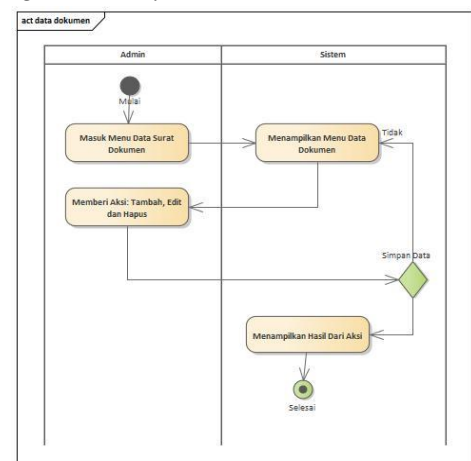 act data dokumen
Admin
Sistem
Mulai
Masuk Menu Data Surat
Dokumen
Menampilkan Menu Data
Dokumen
Tidak
Memberi Aksi: Tambah, Edit
dan Hapus
Simpan Data
Menampilkan Hasil Dari Aksi
Selesai